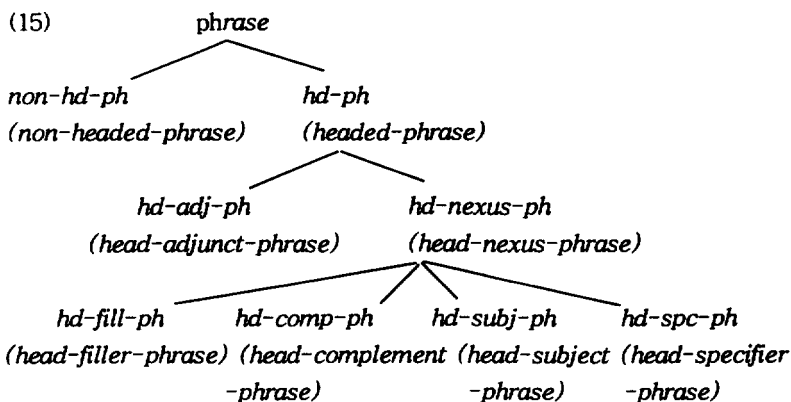 (15) phrase
non-hd-ph hd-ph
(non-headed-phrase) (headed-phrase)
hd-adj-ph hd-nexus-ph
(head-adjunct-phrase) (head-nexus-phrase)
hd-fill-ph hd-comp-ph hd-subj-ph hd-spc-ph
(head-filler-phrase) (head-complement (head-subject (head-specifier
-phrase) -phrase) -phrase)